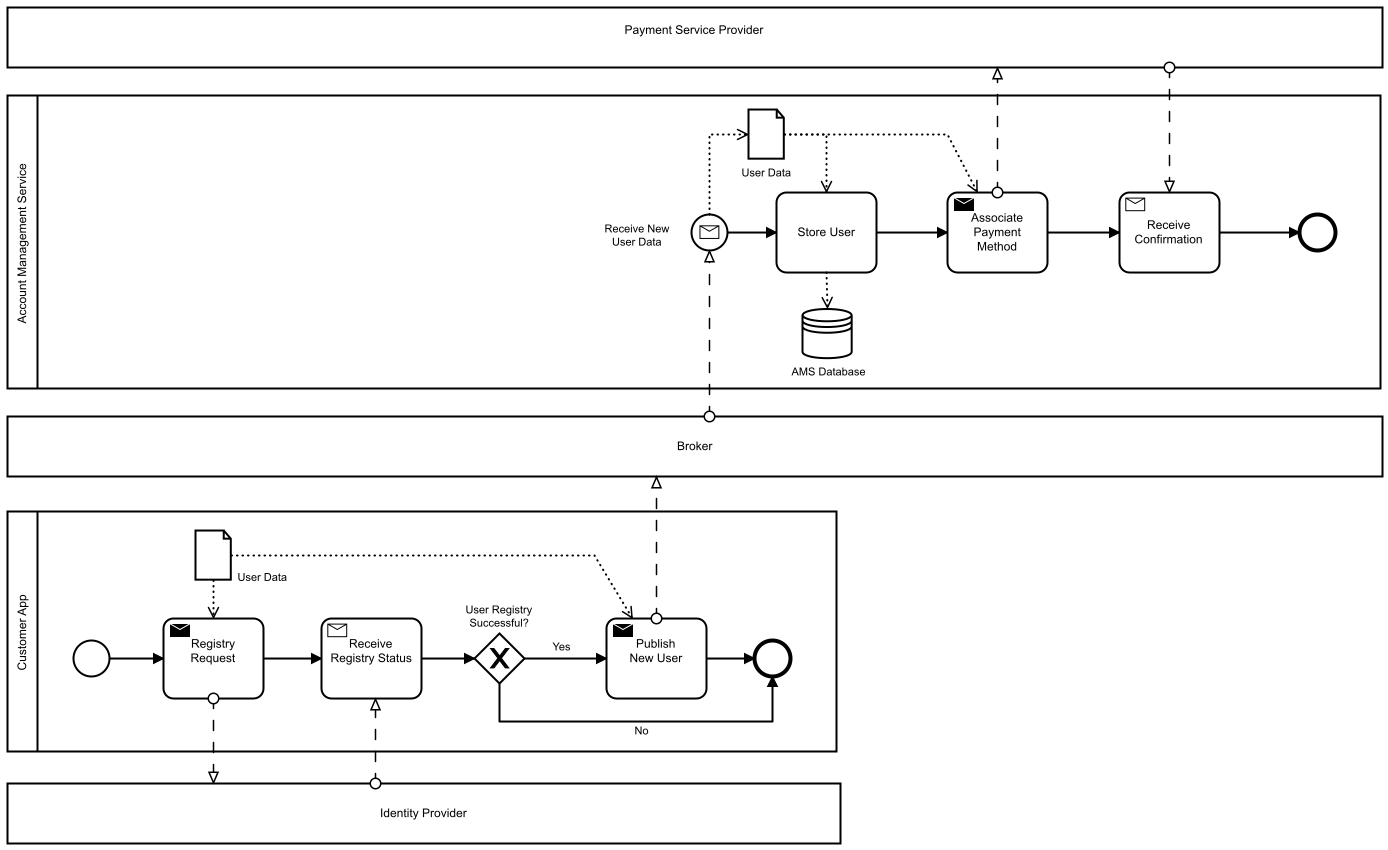 Payment Service Provider
Account Management Service
User Data
Receive New
User Data
Store User
Associate
Payment
Method
Receive
Confirmation
AMS Database
Broker
Customer App
User Data
Registry
Request
Receive
Registry Status
User Registry
Successful?
Yes
Publish
New User
No
Identity Provider